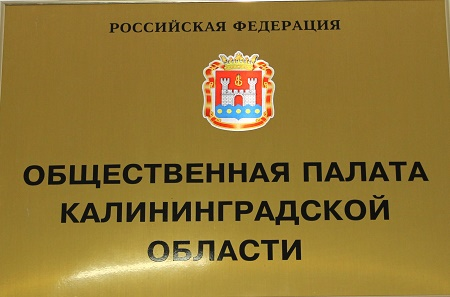 РОССИЙСКАЯ ФЕДЕРАЦИЯ
ОБЩЕСТВЕННАЯ ПАЛАТА
КАЛИНИНГРАДСКОЙ
ОБЛАСТИ